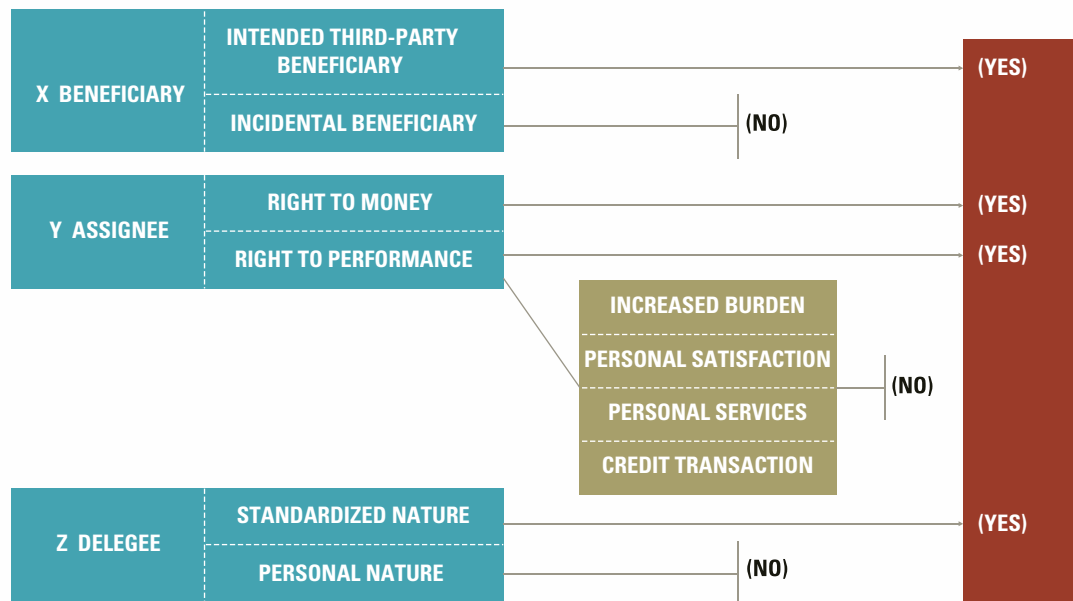 X BENEFICIARY
INTENDED THIRD-PARTY
BENEFICIARY
(YES)
INCIDENTAL BENEFICIARY
(NO)
Y ASSIGNEE
RIGHT TO MONEY
(YES)
RIGHT TO PERFORMANCE
(YES)
INCREASED BURDEN
PERSONAL SATISFACTION
PERSONAL SERVICES
CREDIT TRANSACTION
(NO)
Z DELEGEE
STANDARDIZED NATURE
(YES)
PERSONAL NATURE
(NO)